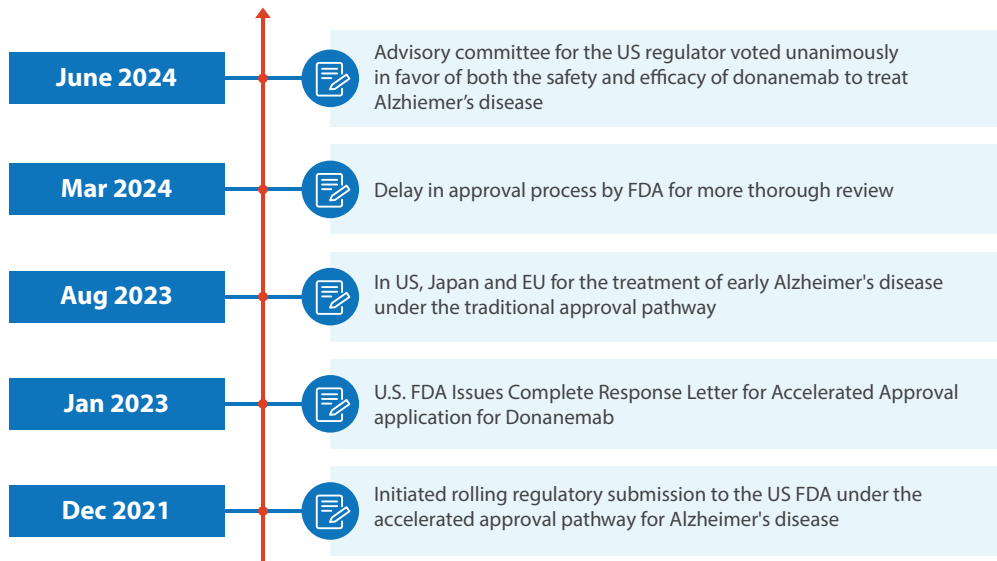 June 2024
Advisory committee for the US regulator voted unanimously
in favor of both the safety and efficacy of donanemab to treat
Alzhiemer’s disease
Mar 2024
Delay in approval process by FDA for more thorough review
Aug 2023
In US, Japan and EU for the treatment of early Alzheimer's disease
under the traditional approval pathway
Jan 2023
U.S. FDA Issues Complete Response Letter for Accelerated Approval
application for Donanemab
Dec 2021
Initiated rolling regulatory submission to the US FDA under the
accelerated approval pathway for Alzheimer's disease